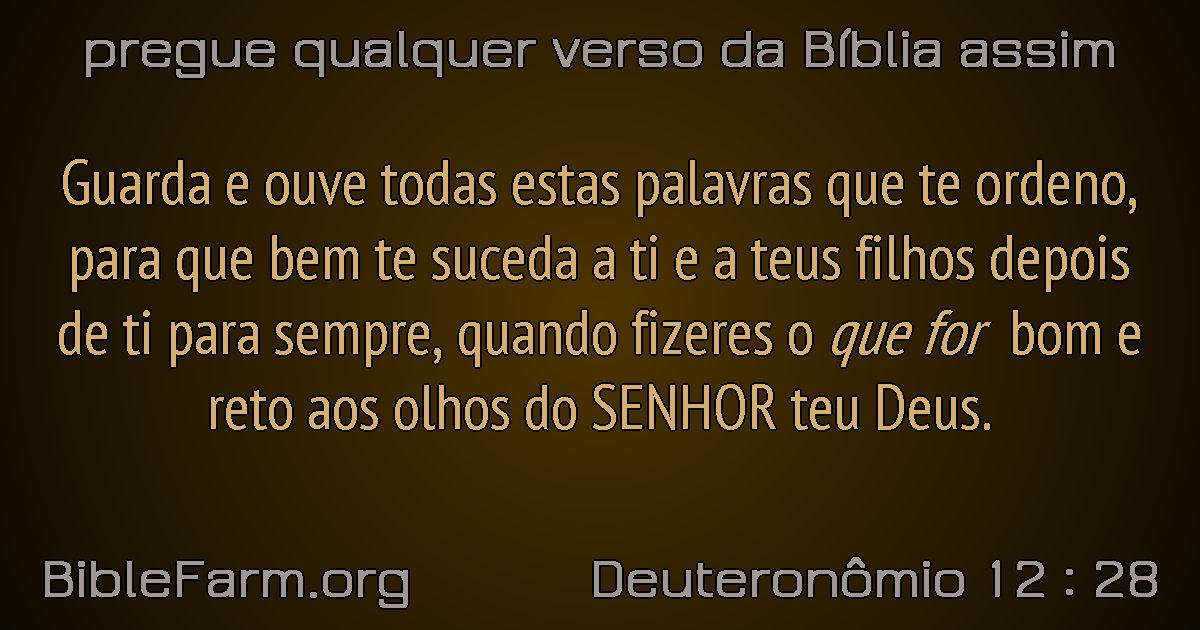 pregue qualquer verso da Bíblia assim
Guarda e ouve todas estas palavras que te ordeno,
para que bem te suceda a ti e a teus filhos depois
de ti para sempre, quando fizeres o que for bom e
reto aos olhos do SENHOR teu Deus.
BibleFarm.org
Deuteronômio 12 : 28